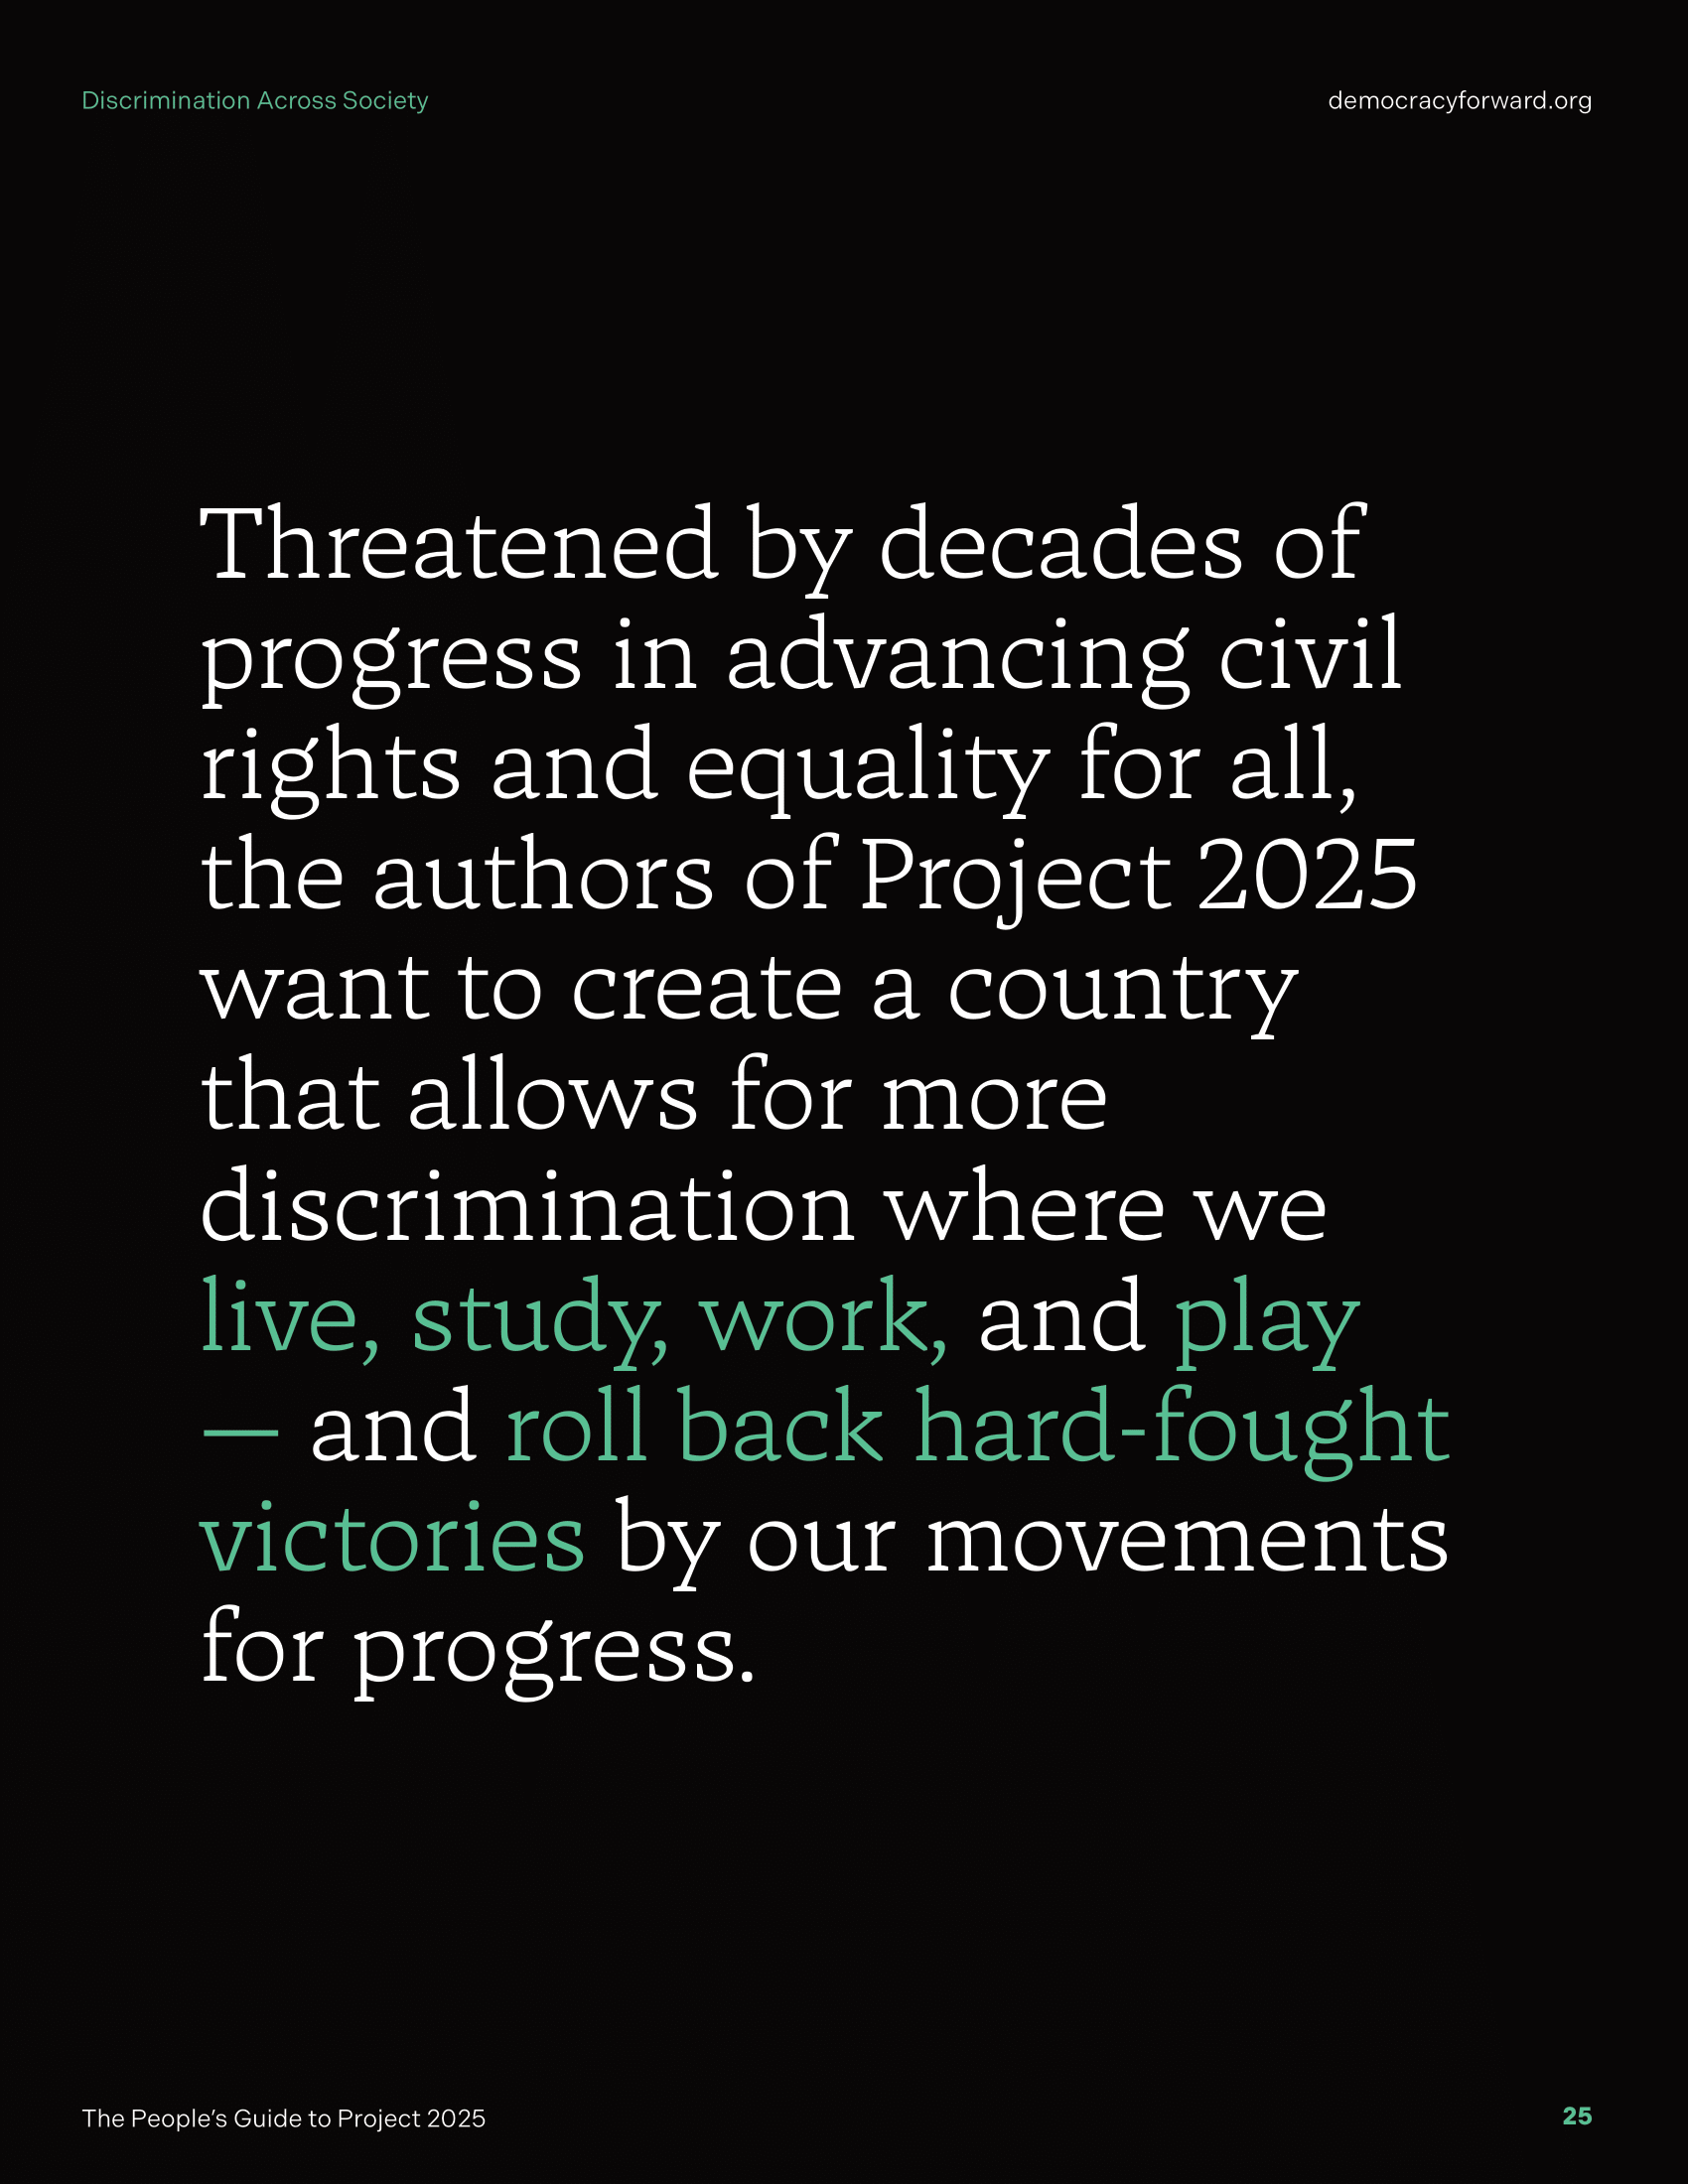 Discrimination Across Society
democracyforward.org
Threatened by decades of
progress in advancing civil
rights and equality for all,
the authors of Project 2025
want to create a country
that allows for more
discrimination where we
live, study, work, and play
— and roll back hard-fought
victories by our movements
for progress.
The People’s Guide to Project 2025
25